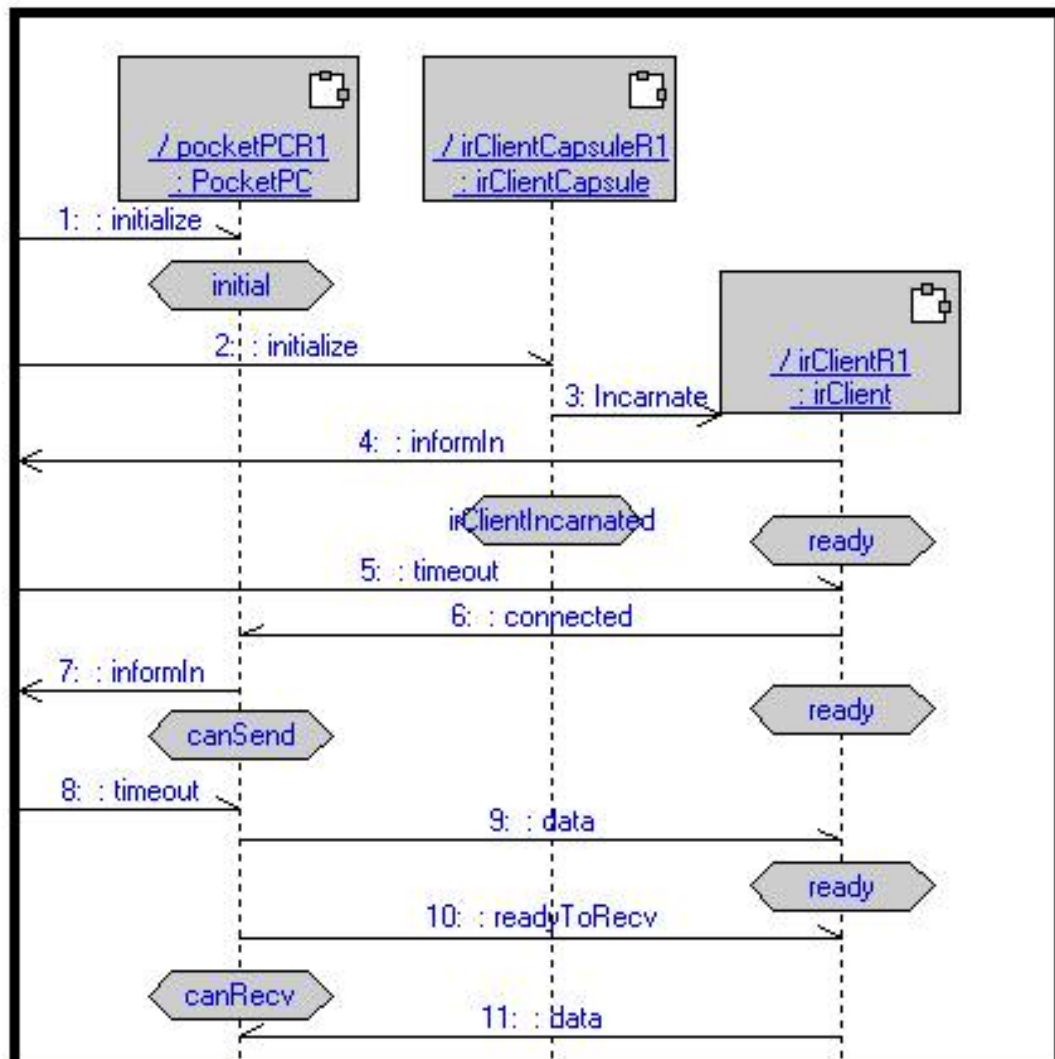 / pocketPCR1
: PocketPC
/ irClientCapsuleR1
: irClientCapsule
1: : initialize
initial
2: : initialize
/ irClientR1
: irClient
3: Incarnate
4: : informIn
irClientIncarnated
ready
5: : timeout
6: : connected
7: : informIn
ready
canSend
8: : timeout
9: : data
ready
10: : readyToRecv
canRecv
11: : data